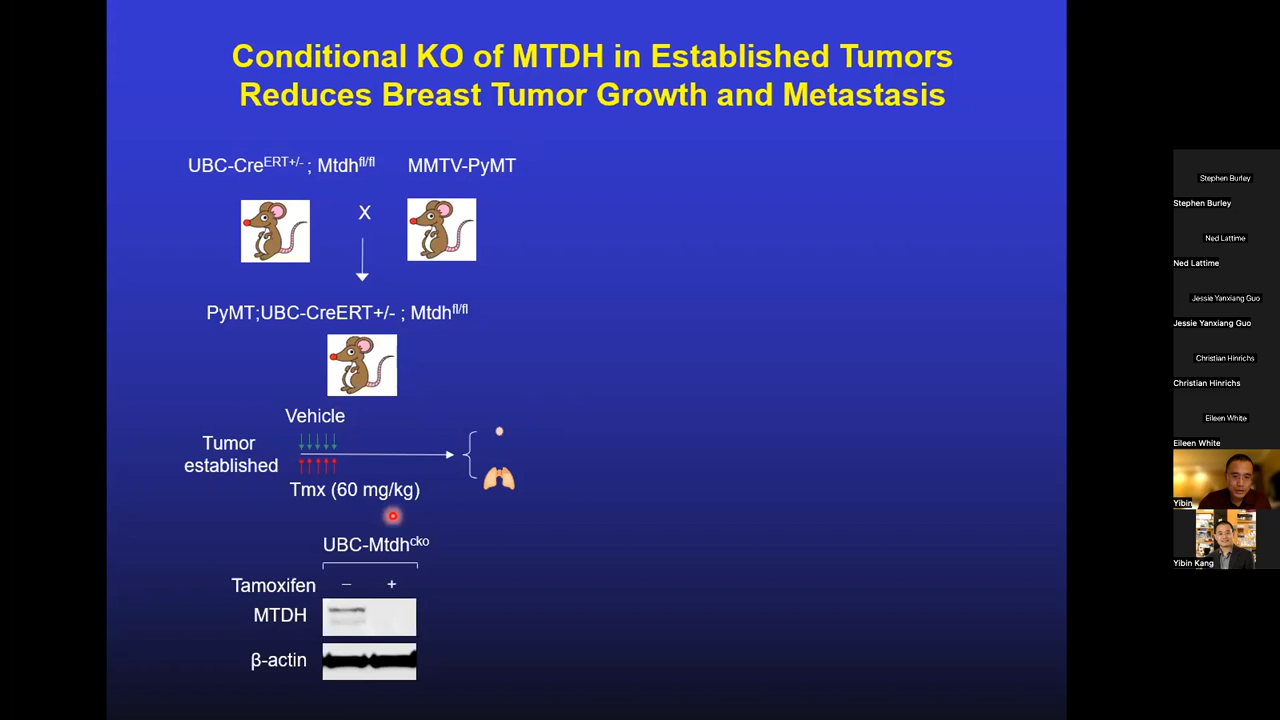 Conditional KO of MTDH in Established Tumors
Reduces Breast Tumor Growth and Metastasis
UBC-CreERT+/- ; Mtdhfl/fl
MMTV-PyMT
X
PyMT;UBC-CreERT+/- ; Mtdhfl/fl
Vehicle
Tumor
established
Tmx (60 mg/kg)
UBC-Mtdhcko
Tamoxifen – +
MTDH
β-actin
Stephen Burley
Stephen Burley
Ned Lattime
Ned Lattime
Jessie Yanxiang Guo
Jessie Yanxiang Guo
Christian Hinrichs
Christian Hinrichs
Eileen White
Eileen White
Yibin
Yibin Kang